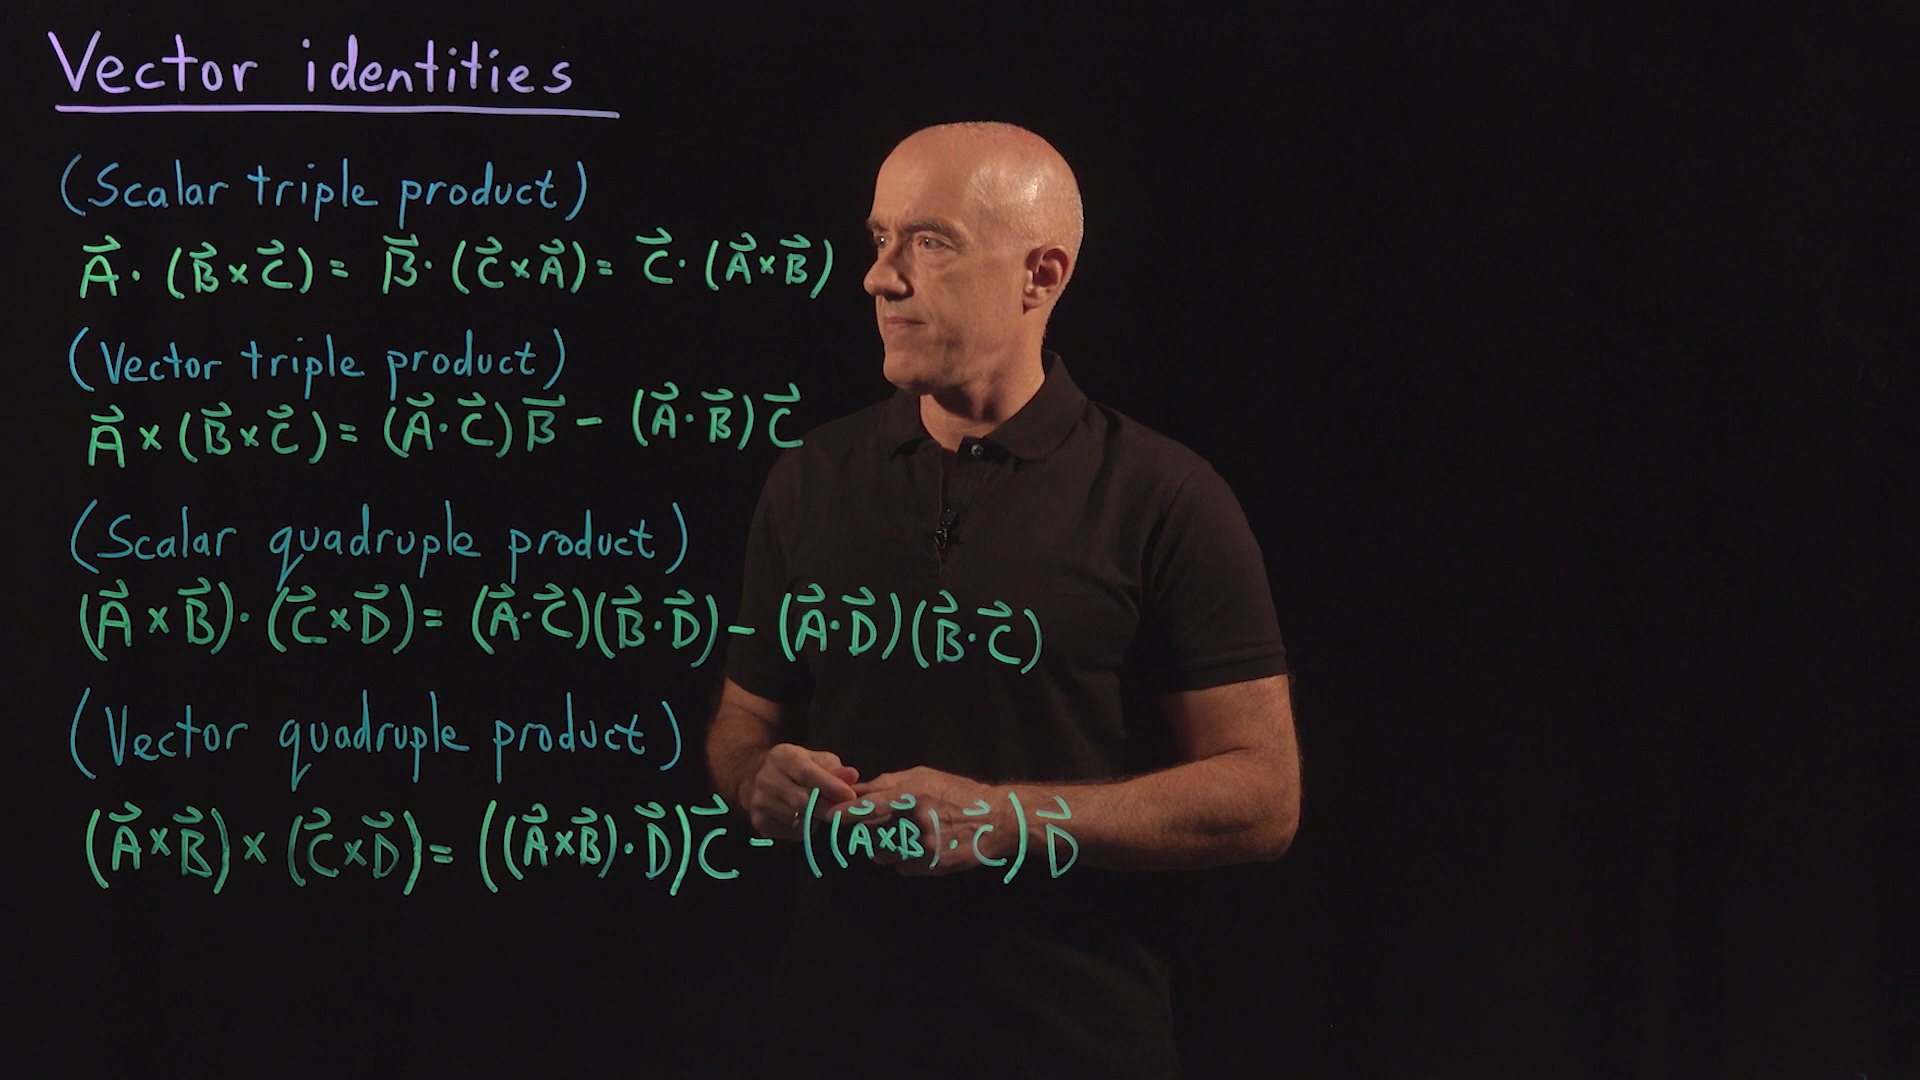 Vector identities
(Scalar triple product)
A⃗ · (B⃗ × C⃗) = B⃗ · (C⃗ × A⃗) = C⃗ · (A⃗ × B⃗)
(Vector triple product)
A⃗ × (B⃗ × C⃗) = (A⃗ · C⃗) B⃗ − (A⃗ · B⃗) C⃗
(Scalar quadruple product)
(A⃗ × B⃗) · (C⃗ × D⃗) = (A⃗ · C⃗)(B⃗ · D⃗) − (A⃗ · D⃗)(B⃗ · C⃗)
(Vector quadruple product)
(A⃗ × B⃗) × (C⃗ × D⃗) = ((A⃗ × B⃗) · D⃗) C⃗ − ((A⃗ × B⃗) · C⃗) D⃗